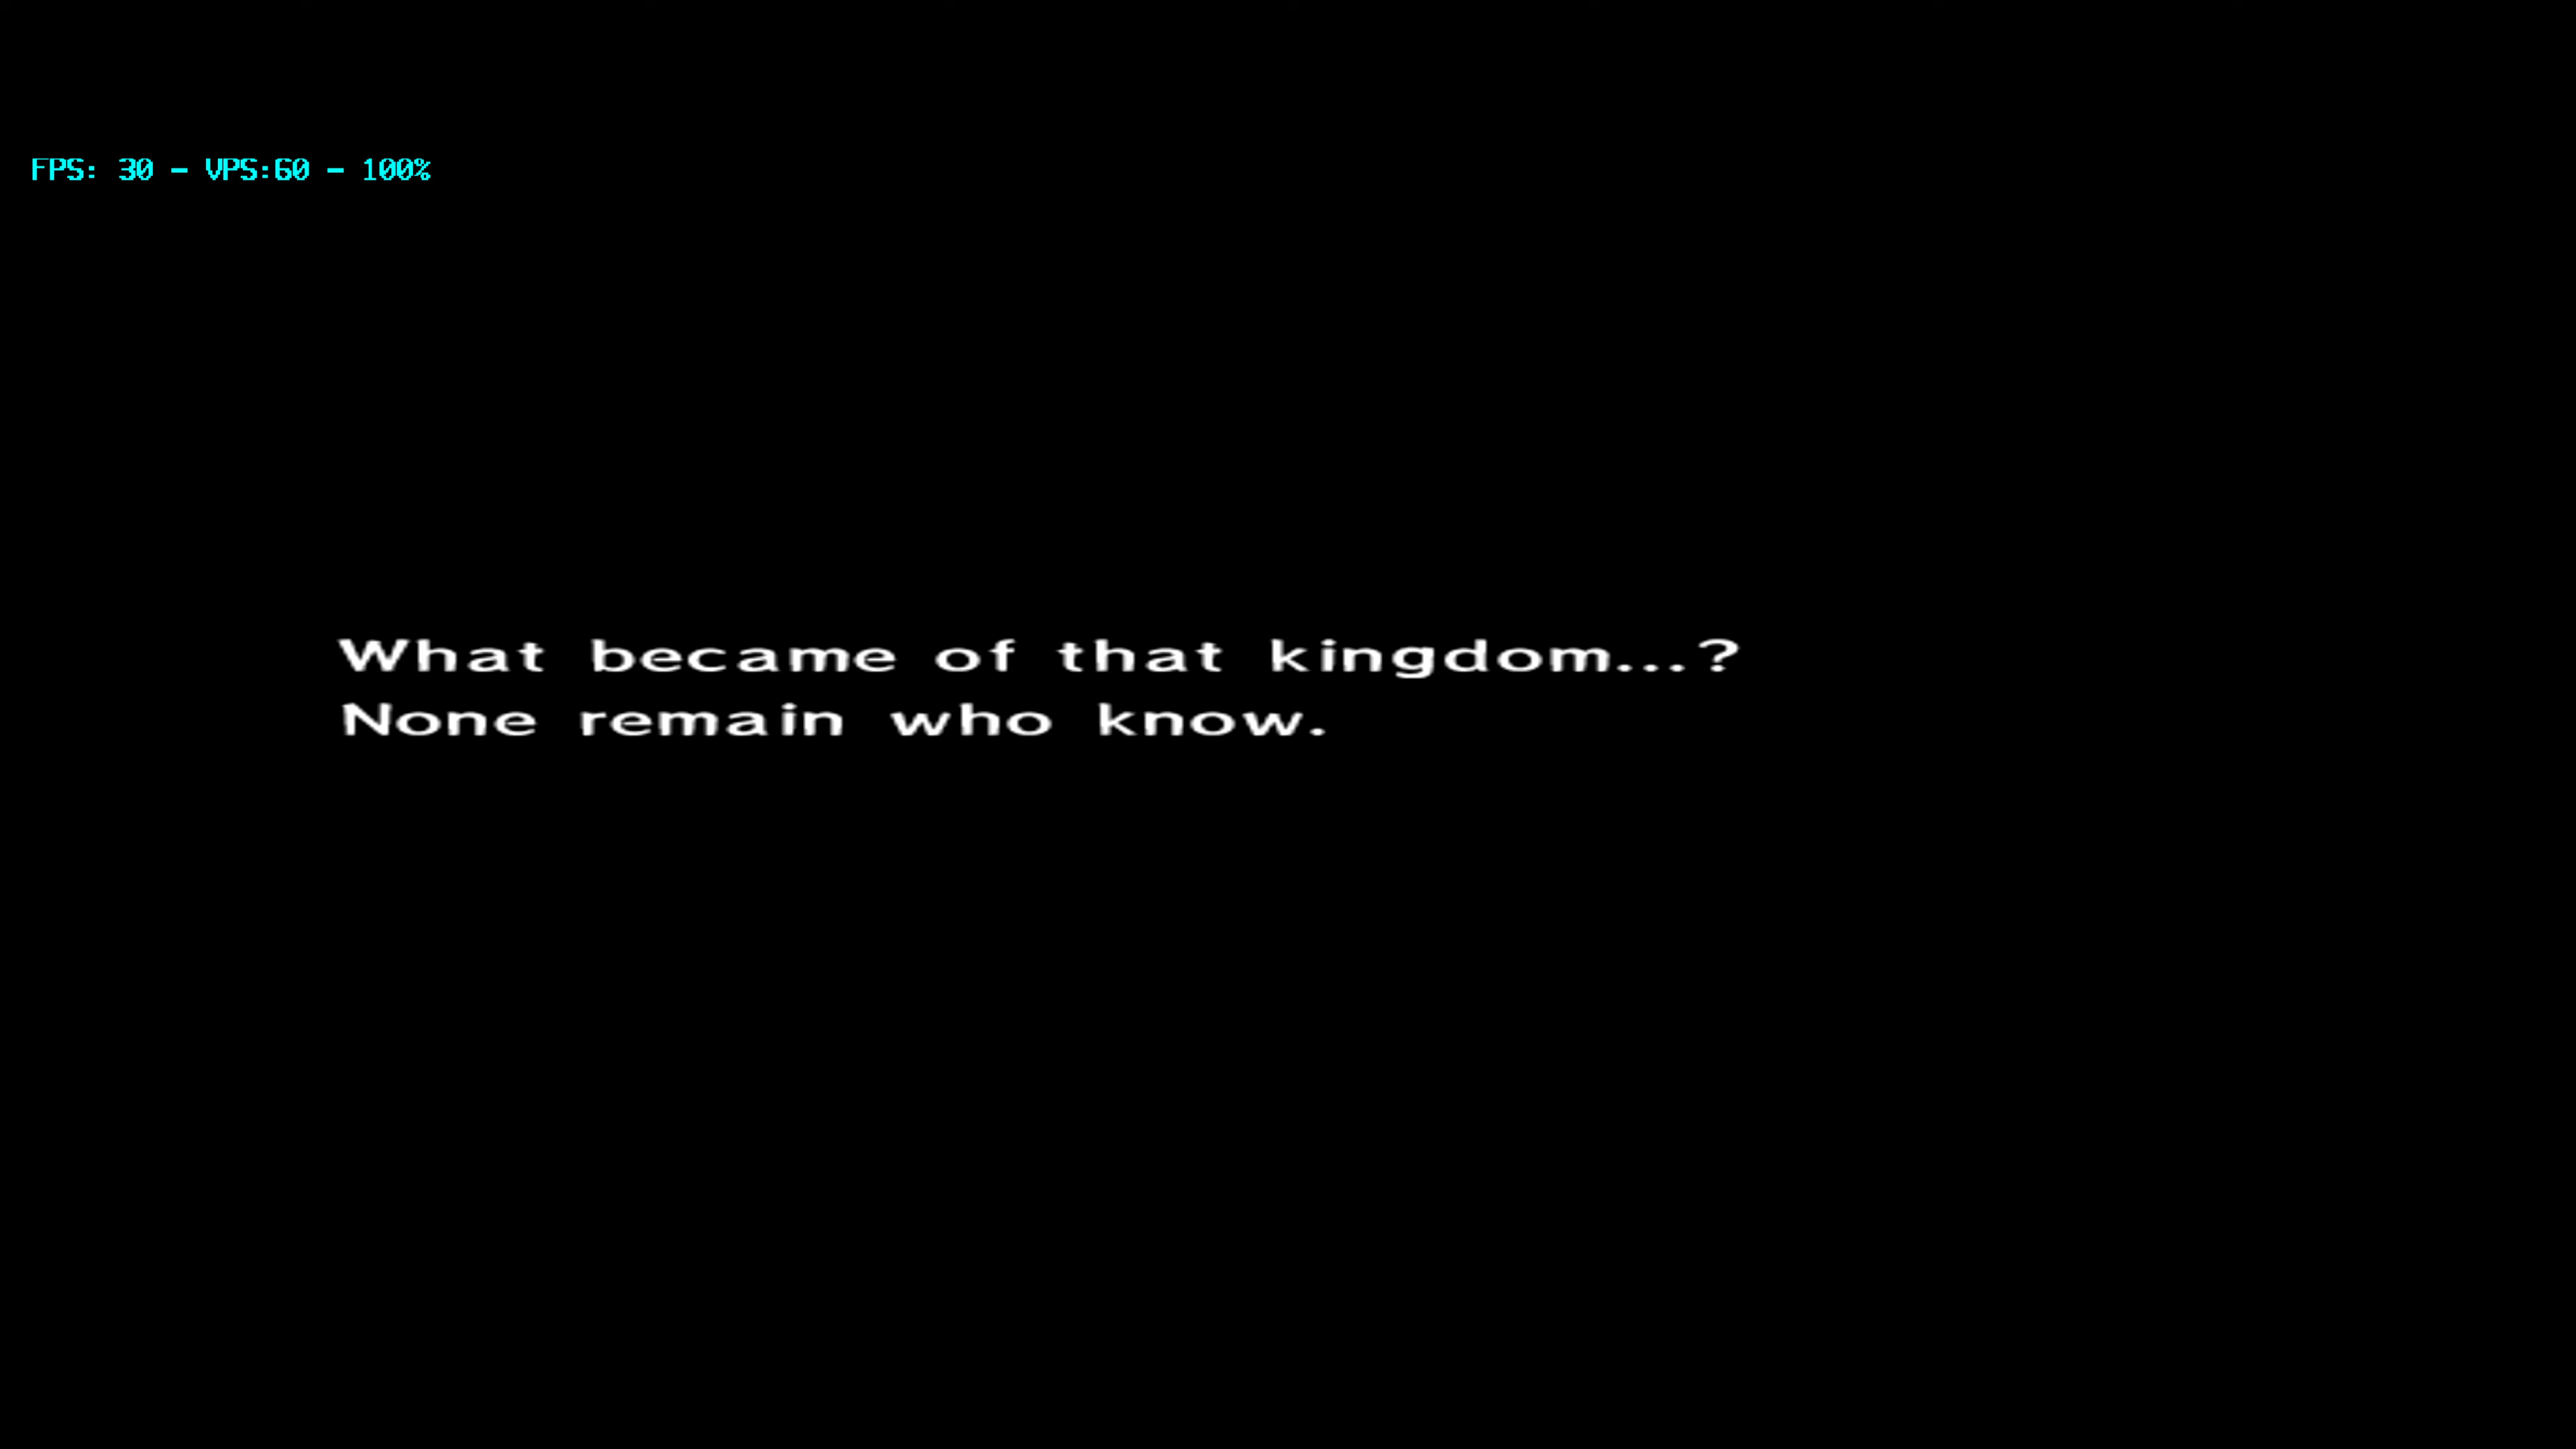 FPS: 30 - VPS:60 - 100%
What became of that kingdom...?
None remain who know.